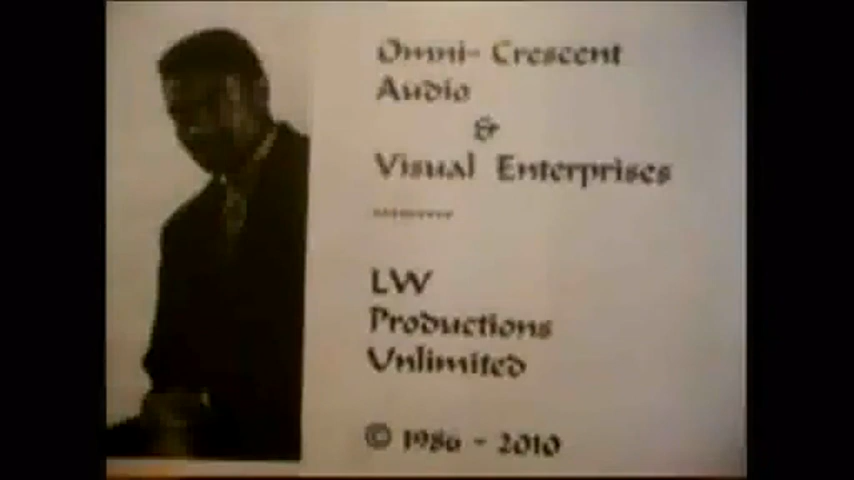 Omni- Crescent
Audio
&
Visual Enterprises
---------
LW
Productions
Unlimited
© 1986 - 2010